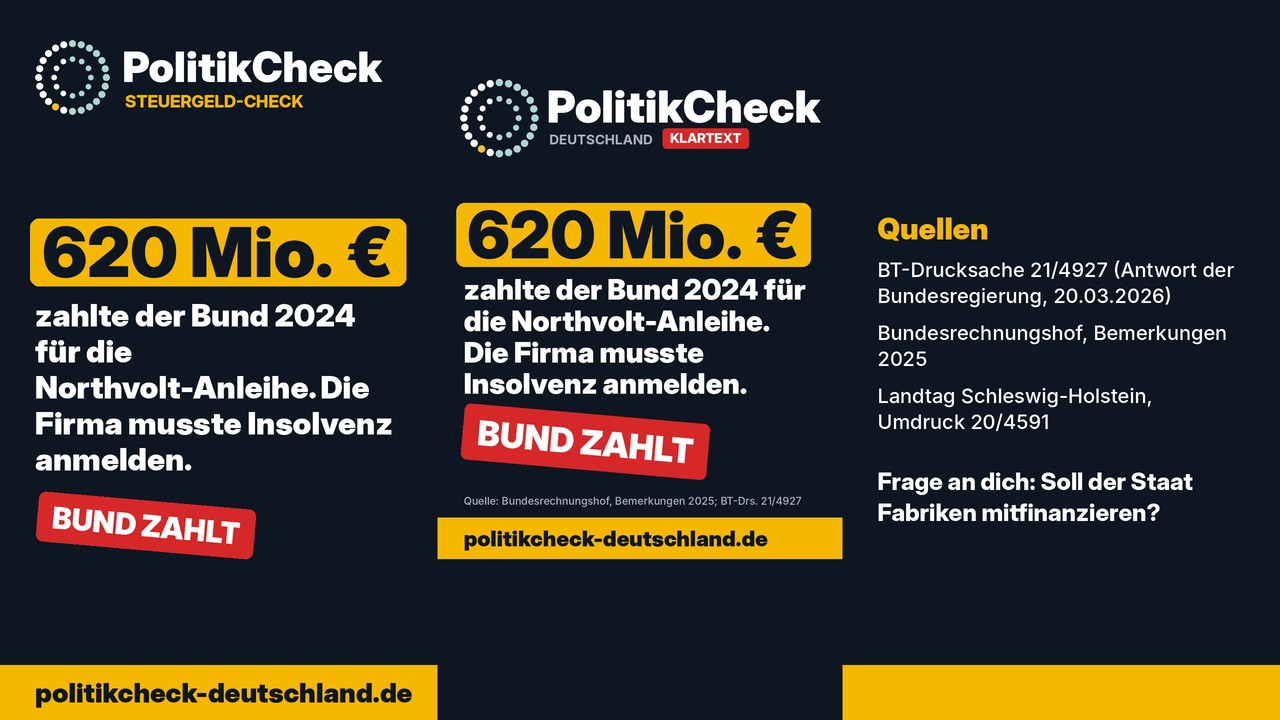 PolitikCheck
STEUERGELD-CHECK
620 Mio. €
zahlte der Bund 2024
für die
Northvolt-Anleihe. Die
Firma musste Insolvenz
anmelden.
BUND ZAHLT
politikcheck-deutschland.de
PolitikCheck
DEUTSCHLAND KLARTEXT
620 Mio. €
zahlte der Bund 2024 für
die Northvolt-Anleihe.
Die Firma musste
Insolvenz anmelden.
BUND ZAHLT
Quelle: Bundesrechnungshof, Bemerkungen 2025; BT-Drs. 21/4927
politikcheck-deutschland.de
Quellen
BT-Drucksache 21/4927 (Antwort der
Bundesregierung, 20.03.2026)
Bundesrechnungshof, Bemerkungen
2025
Landtag Schleswig-Holstein,
Umdruck 20/4591
Frage an dich: Soll der Staat
Fabriken mitfinanzieren?